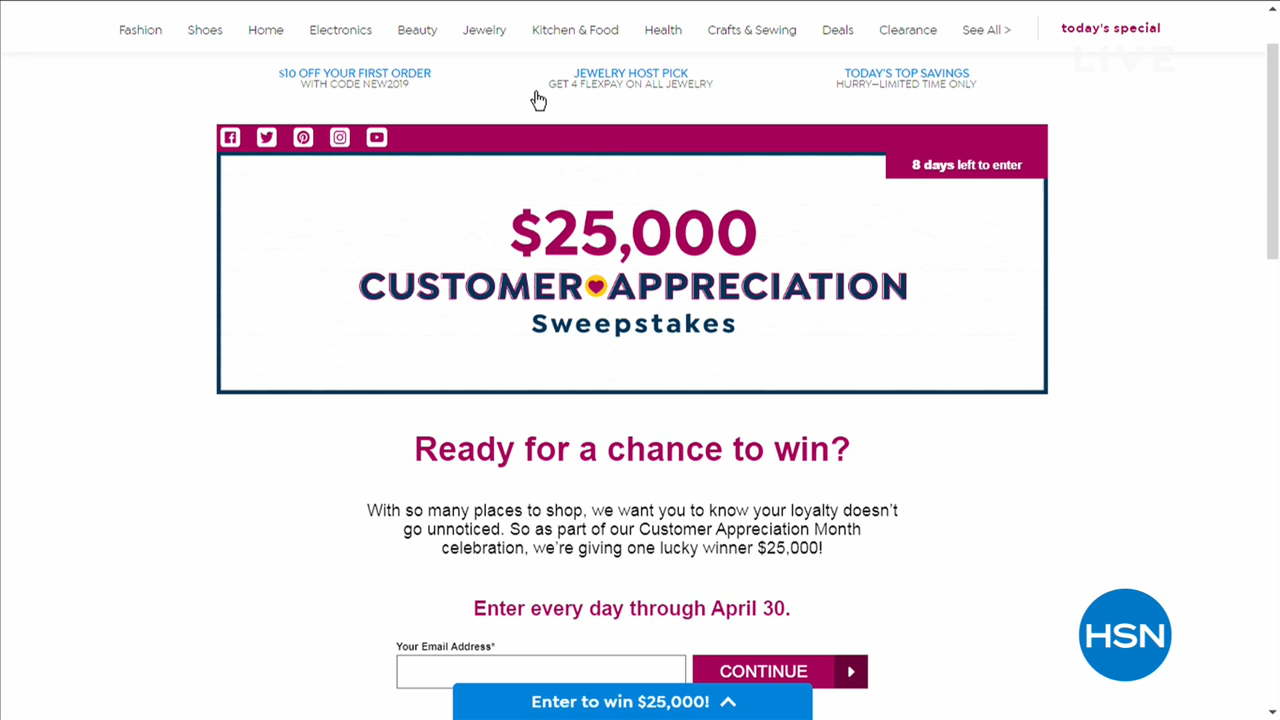 Fashion Shoes Home Electronics Beauty Jewelry Kitchen & Food Health Crafts & Sewing Deals Clearance See All > today's special
LIVE
$10 OFF YOUR FIRST ORDER JEWELRY HOST PICK TODAY'S TOP SAVINGS
WITH CODE NEW2019 GET 4 FLEXPAY ON ALL JEWELRY HURRY—LIMITED TIME ONLY
8 days left to enter
$25,000
CUSTOMER APPRECIATION
Sweepstakes
Ready for a chance to win?
With so many places to shop, we want you to know your loyalty doesn't
go unnoticed. So as part of our Customer Appreciation Month
celebration, we're giving one lucky winner $25,000!
Enter every day through April 30.
Your Email Address*
CONTINUE
HSN
Enter to win $25,000!